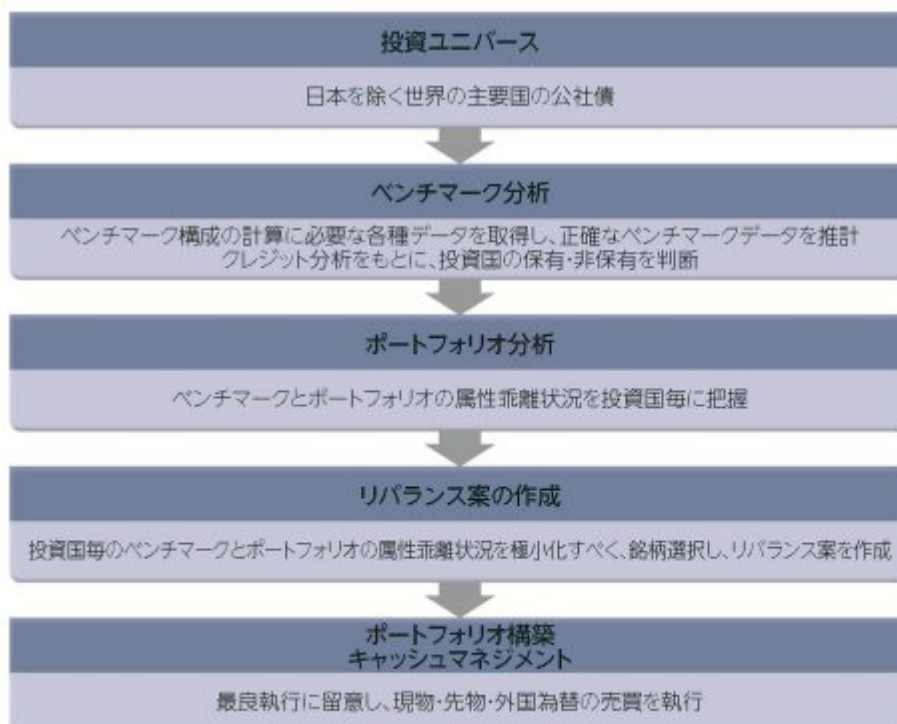 投資ユニバース
日本を除く世界の主要国の公社債
ベンチマーク分析
ベンチマーク構成の計算に必要な各種データを取得し、正確なベンチマークデータを推計
クレジット分析をもとに、投資国の保有・非保有を判断
ポートフォリオ分析
ベンチマークとポートフォリオの属性乖離状況を投資国毎に把握
リバランス案の作成
投資国毎のベンチマークとポートフォリオの属性乖離状況を極小化すべく、銘柄選択し、リバランス案を作成
ポートフォリオ構築
キャッシュマネジメント
最良執行に留意し、現物・先物・外国為替の売買を執行